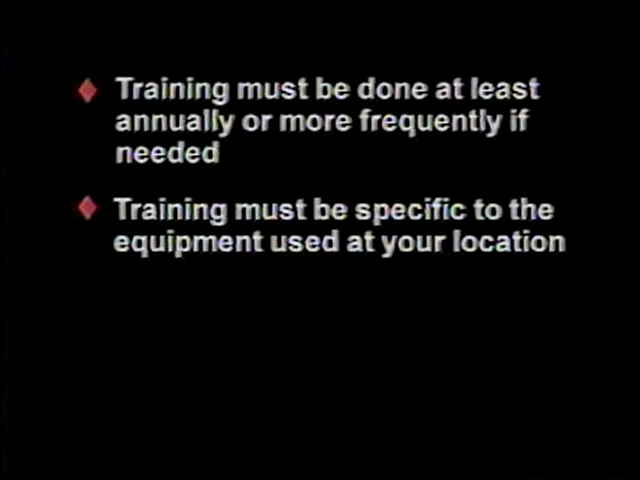 Training must be done at least
annually or more frequently if
needed
Training must be specific to the
equipment used at your location